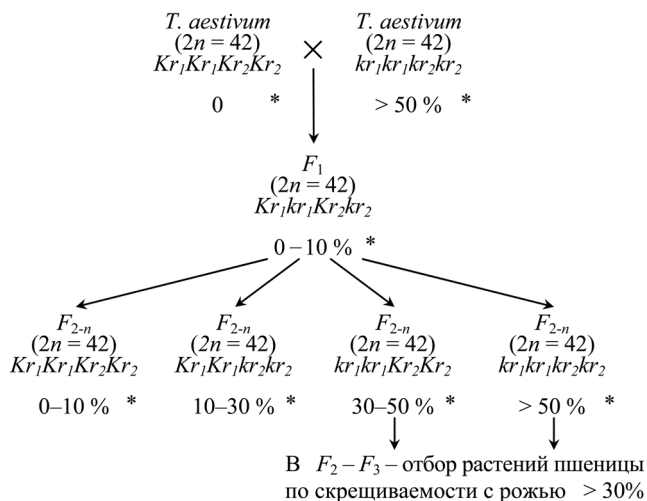 T. aestivum T. aestivum
(2n = 42) × (2n = 42)
Kr₁Kr₁Kr₂Kr₂ kr₁kr₁kr₂kr₂
0 * > 50 % *
F₁
(2n = 42)
Kr₁kr₁Kr₂kr₂
0–10 % *
F₂₋ₙ F₂₋ₙ F₂₋ₙ F₂₋ₙ
(2n = 42) (2n = 42) (2n = 42) (2n = 42)
Kr₁Kr₁Kr₂Kr₂ Kr₁Kr₁kr₂kr₂ kr₁kr₁Kr₂Kr₂ kr₁kr₁kr₂kr₂
0–10 % * 10–30 % * 30–50 % * > 50 % *
В F₂ – F₃ – отбор растений пшеницы
по скрещиваемости с рожью > 30%